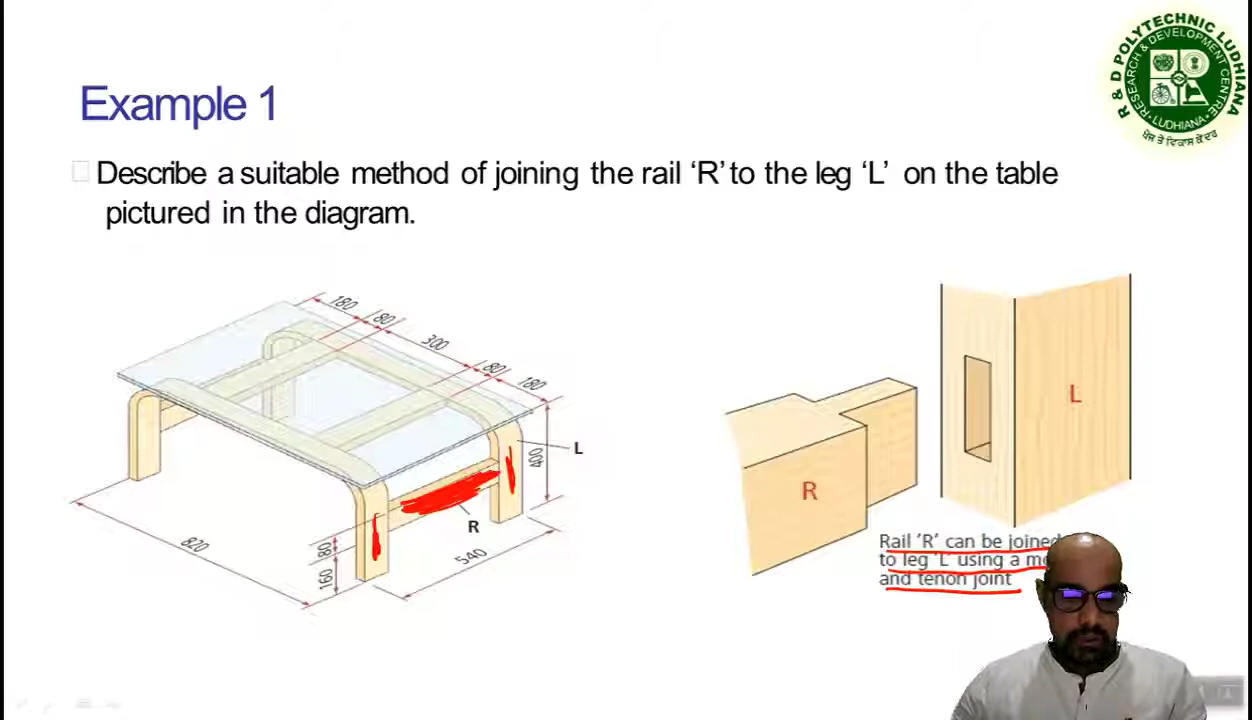 R & D POLYTECHNIC LUDHIANA
RESEARCH & DEVELOPMENT CENTRE
LUDHIANA
ਖੋਜ ਤੋਂ ਵਿਕਾਸ ਕੇਂਦਰ
Example 1
Describe a suitable method of joining the rail ‘R’ to the leg ‘L’ on the table
pictured in the diagram.
180
80
300
80
180
L
400
R
540
820
80
160
L
R
Rail ‘R’ can be joined
to leg ‘L’ using a
and tenon joint